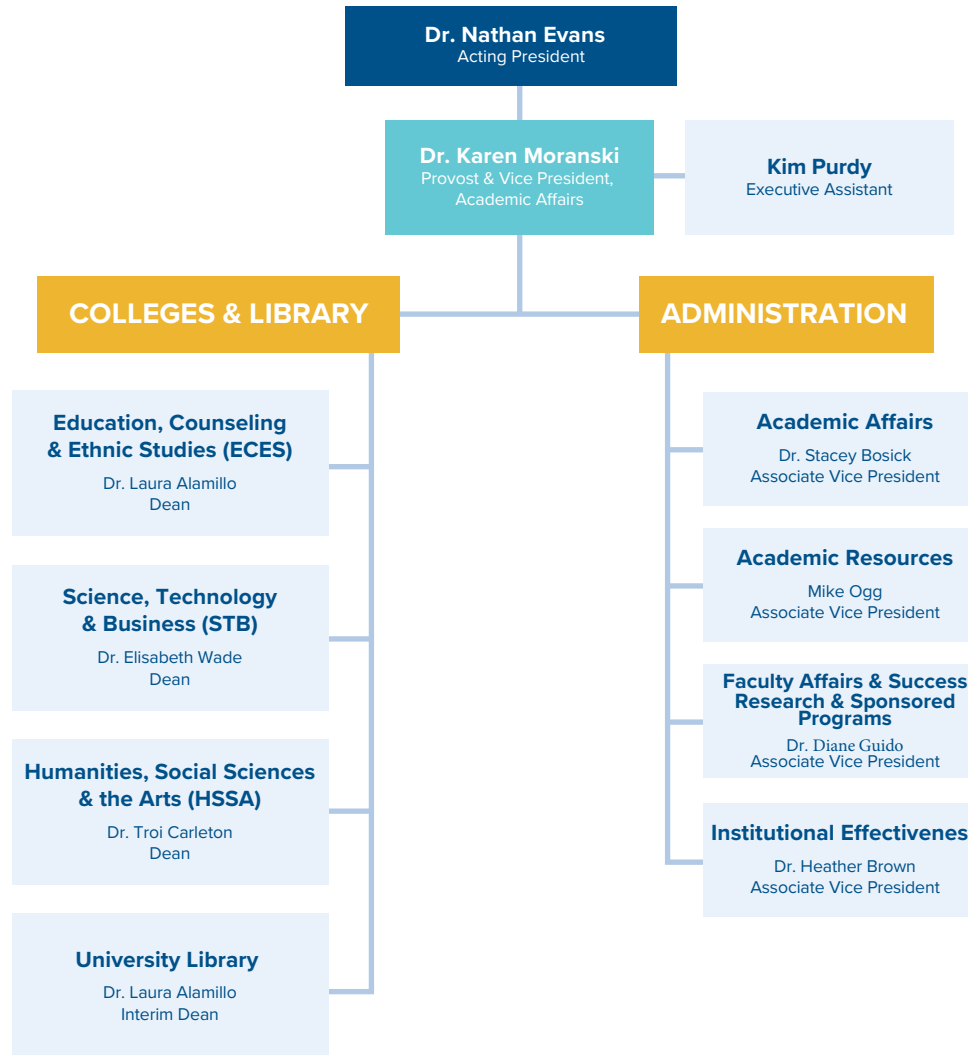 Dr. Nathan Evans
Acting President
Dr. Karen Moranski
Provost & Vice President,
Academic Affairs
Kim Purdy
Executive Assistant
COLLEGES & LIBRARY
ADMINISTRATION
Education, Counseling
& Ethnic Studies (ECES)
Dr. Laura Alamillo
Dean
Science, Technology
& Business (STB)
Dr. Elisabeth Wade
Dean
Humanities, Social Sciences
& the Arts (HSSA)
Dr. Troi Carleton
Dean
University Library
Dr. Laura Alamillo
Interim Dean
Academic Affairs
Dr. Stacey Bosick
Associate Vice President
Academic Resources
Mike Ogg
Associate Vice President
Faculty Affairs & Success
Research & Sponsored
Programs
Dr. Diane Guido
Associate Vice President
Institutional Effectivenes
Dr. Heather Brown
Associate Vice President